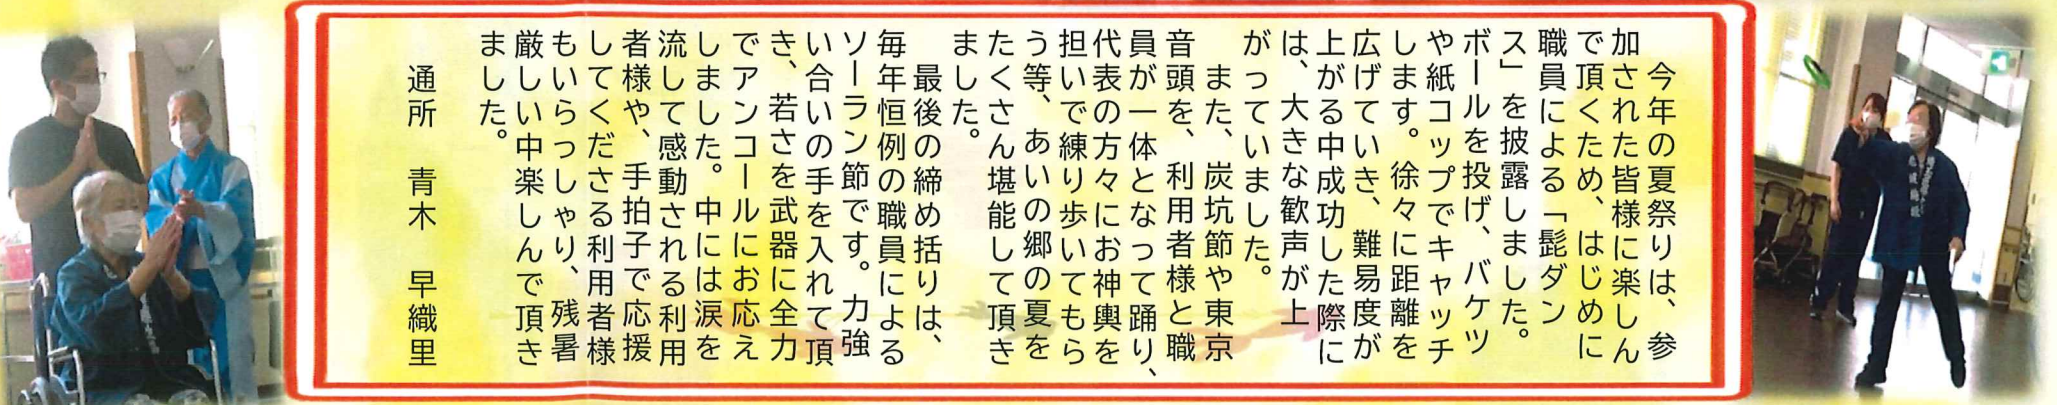 今年の夏祭りは、参
加された皆様に楽しん
で頂くため、はじめに
職員による「髭ダン
ス」を披露しました。
ボールを投げ、バケツ
や紙コップでキャッチ
します。徐々に距離を
広げていき、難易度が
上がる中成功した際に
は、大きな歓声が上
がっていました。
また、炭坑節や東京
音頭を、利用者様と職
員が一体となって踊り、
代表の方々にお神輿を
担いで練り歩いてもら
う等、あいの郷の夏を
たくさん堪能して頂き
ました。
最後の締め括りは、
毎年恒例の職員による
ソーラン節です。力強
い合いの手を入れて頂
き、若さを武器に全力
でアンコールにお応え
しました。中には涙を
流して感動される利用
者様や、手拍子で応援
してくださる利用者様
もいらっしゃり、残暑
厳しい中楽しんで頂き
ました。
通所　青木　早織里